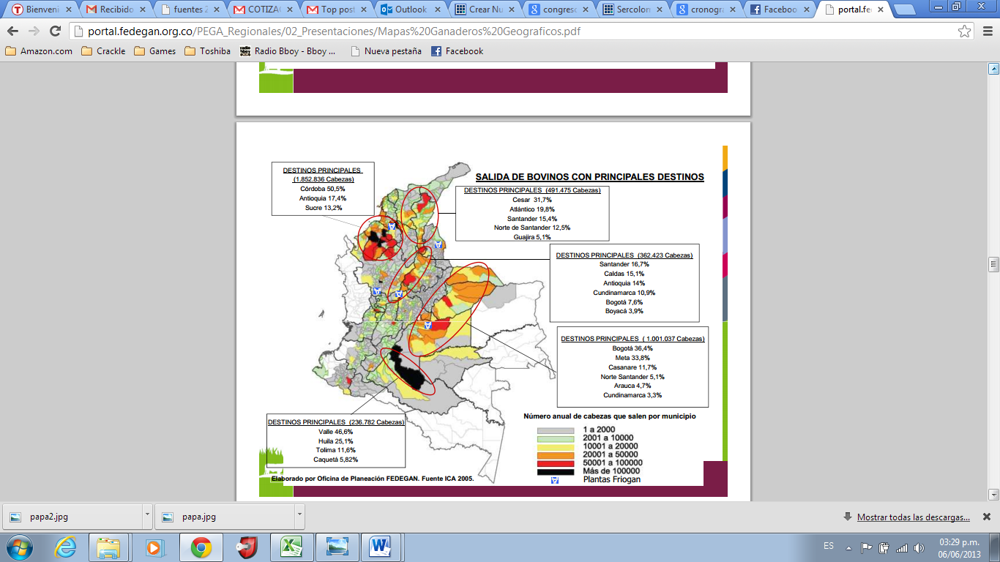 Bienveni
Recibido
fuentes 2
COTIZA
Top post
Outlook
Crear Nu
congreso
Sercolom
cronogra
Faceboo
portal.fe
portal.fedegan.org.co/PEGA_Regionales/02_Presentaciones/Mapas%20Ganaderos%20Geograficos.pdf
Amazon.com
Crackle
Games
Toshiba
Radio Bboy - Bboy ...
Nueva pestaña
Facebook
SALIDA DE BOVINOS CON PRINCIPALES DESTINOS
DESTINOS PRINCIPALES
(1.852.836 Cabezas)
Córdoba 50,5%
Antioquia 17,4%
Sucre 13,2%
DESTINOS PRINCIPALES (491.475 Cabezas)
Cesar 31,7%
Atlántico 19,8%
Santander 15,4%
Norte de Santander 12,5%
Guajira 5,1%
DESTINOS PRINCIPALES (362.423 Cabezas)
Santander 16,7%
Caldas 15,1%
Antioquia 14%
Cundinamarca 10,9%
Bogotá 7,6%
Boyacá 3,9%
DESTINOS PRINCIPALES ( 1.001.037 Cabezas)
Bogotá 36,4%
Meta 33,8%
Casanare 11,7%
Norte Santander 5,1%
Arauca 4,7%
Cundinamarca 3,3%
DESTINOS PRINCIPALES (236.782 Cabezas)
Valle 46,6%
Huila 25,1%
Tolima 11,6%
Caquetá 5,82%
Número anual de cabezas que salen por municipio
1 a 2000
2001 a 10000
10001 a 20000
20001 a 50000
50001 a 100000
Más de 100000
Plantas Friogan
Elaborado por Oficina de Planeación FEDEGAN. Fuente ICA 2005.
papa2.jpg
papa.jpg
Mostrar todas las descargas...
ES
03:29 p.m.
06/06/2013